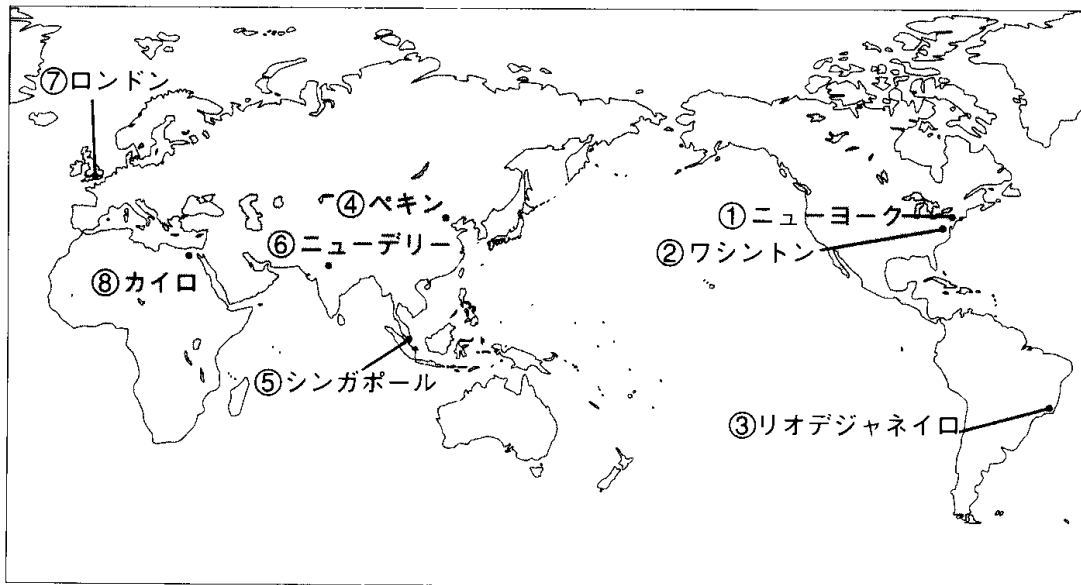 ⑦ロンドン
④ペキン
①ニューヨーク
⑥ニューデリー
②ワシントン
⑧カイロ
⑤シンガポール
③リオデジャネイロ